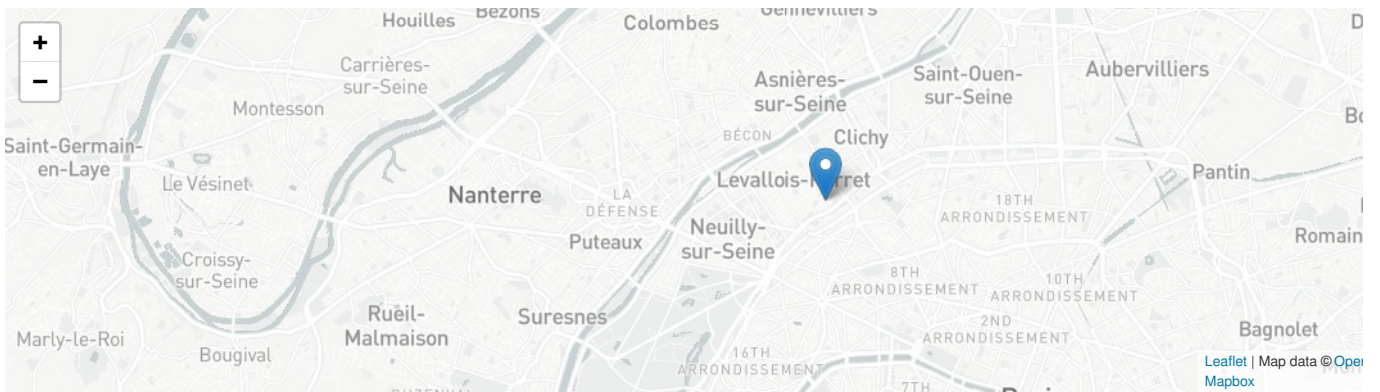 Houilles
Bezons
Colombes
Gennevilliers
+
−
Carrières-
sur-Seine
Asnières-
sur-Seine
Saint-Ouen-
sur-Seine
Aubervilliers
Montesson
BÉCON
Clichy
Saint-Germain-
en-Laye
Le Vésinet
Nanterre
LA
DÉFENSE
Levallois-Perret
Pantin
18TH
ARRONDISSEMENT
Puteaux
Neuilly-
sur-Seine
Romain
Croissy-
sur-Seine
8TH
ARRONDISSEMENT
10TH
ARRONDISSEMENT
Rueil-
Malmaison
Suresnes
2ND
ARRONDISSEMENT
Marly-le-Roi
Bougival
Bagnolet
16TH
ARRONDISSEMENT
7TH
Leaflet | Map data © Open
Mapbox